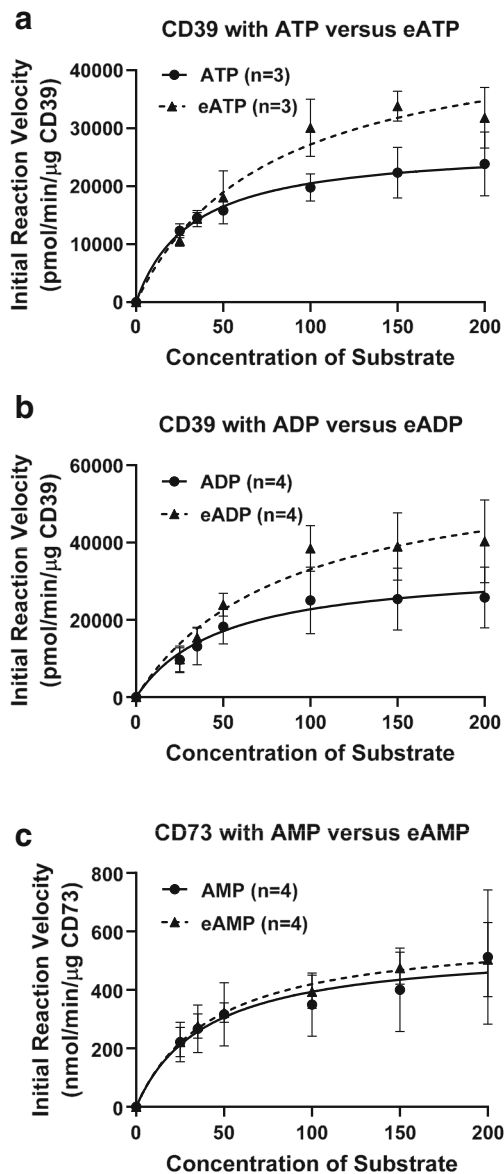 a
CD39 with ATP versus eATP
Initial Reaction Velocity
(pmol/min/µg CD39)
40000
30000
20000
10000
0
ATP (n=3)
eATP (n=3)
0 50 100 150 200
Concentration of Substrate
b
CD39 with ADP versus eADP
Initial Reaction Velocity
(pmol/min/µg CD39)
60000
40000
20000
0
ADP (n=4)
eADP (n=4)
0 50 100 150 200
Concentration of Substrate
c
CD73 with AMP versus eAMP
Initial Reaction Velocity
(nmol/min/µg CD73)
800
600
400
200
0
AMP (n=4)
eAMP (n=4)
0 50 100 150 200
Concentration of Substrate